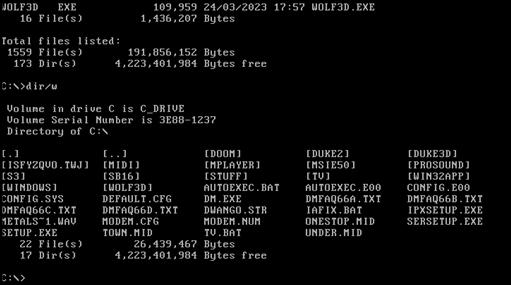 WOLF3D   EXE           109,959 24/03/2023 17:57 WOLF3D.EXE
   16 File(s)        1,436,207 Bytes
Total files listed:
 1559 File(s)      191,856,152 Bytes
  173 Dir(s)     4,223,401,984 Bytes free
C:\>dir/w
 Volume in drive C is C_DRIVE
 Volume Serial Number is 3E88-1237
 Directory of C:\
[.]             [..]            [DOOM]          [DUKE2]         [DUKE3D]
[ISFYZQVO.TWJ]  [MIDI]          [MPLAYER]       [MSIE50]        [PROSOUND]
[S3]            [SB16]          [STUFF]         [TV]            [WIN32APP]
[WINDOWS]       [WOLF3D]        AUTOEXEC.BAT    AUTOEXEC.E00    CONFIG.E00
CONFIG.SYS      DEFAULT.CFG     DM.EXE          DMFAQ66A.TXT    DMFAQ66B.TXT
DMFAQ66C.TXT    DMFAQ66D.TXT    DWANGO.STR      IAFIX.BAT       IPXSETUP.EXE
METALS~1.WAV    MODEM.CFG       MODEM.NUM       ONESTOP.MID     SERSETUP.EXE
SETUP.EXE       TOWN.MID        TV.BAT          UNDER.MID
   22 File(s)       26,439,467 Bytes
   17 Dir(s)     4,223,401,984 Bytes free
C:\>